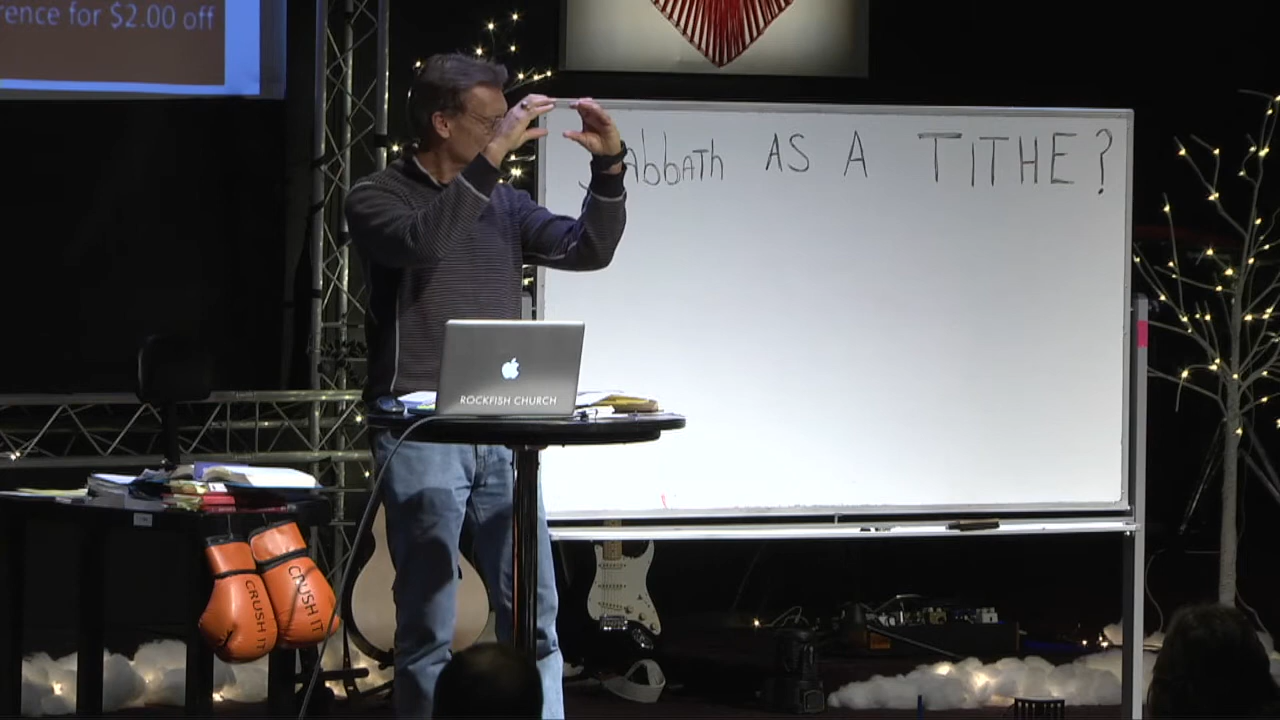 rence for $2.00 off
abbath AS A TITHE?
ROCKFISH CHURCH
CRUSH IT
CRUSH IT